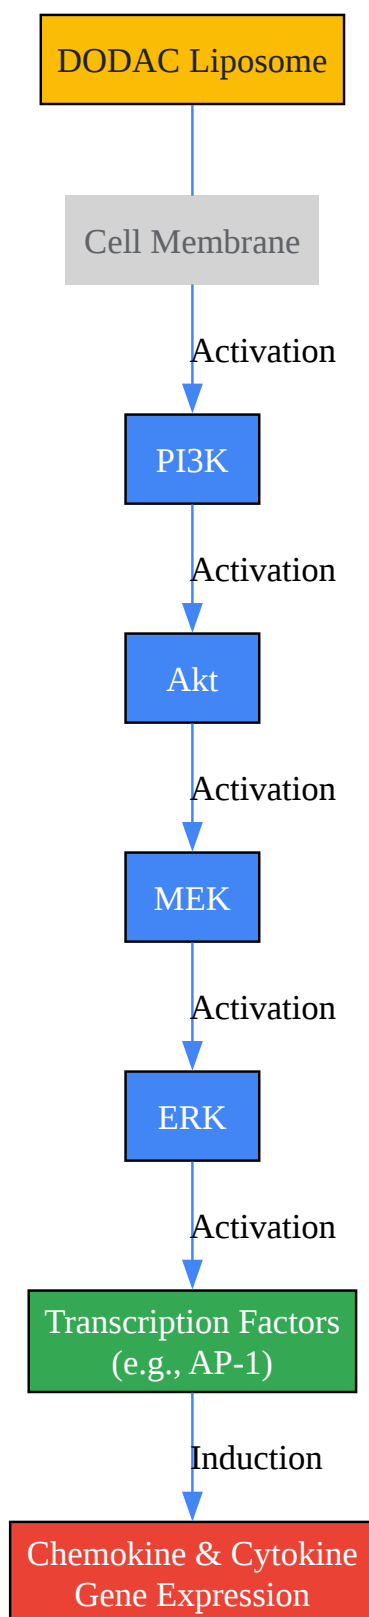 DODAC Liposome
Cell Membrane
Activation
PI3K
Activation
Akt
Activation
MEK
Activation
ERK
Activation
Transcription Factors
(e.g., AP-1)
Induction
Chemokine & Cytokine
Gene Expression